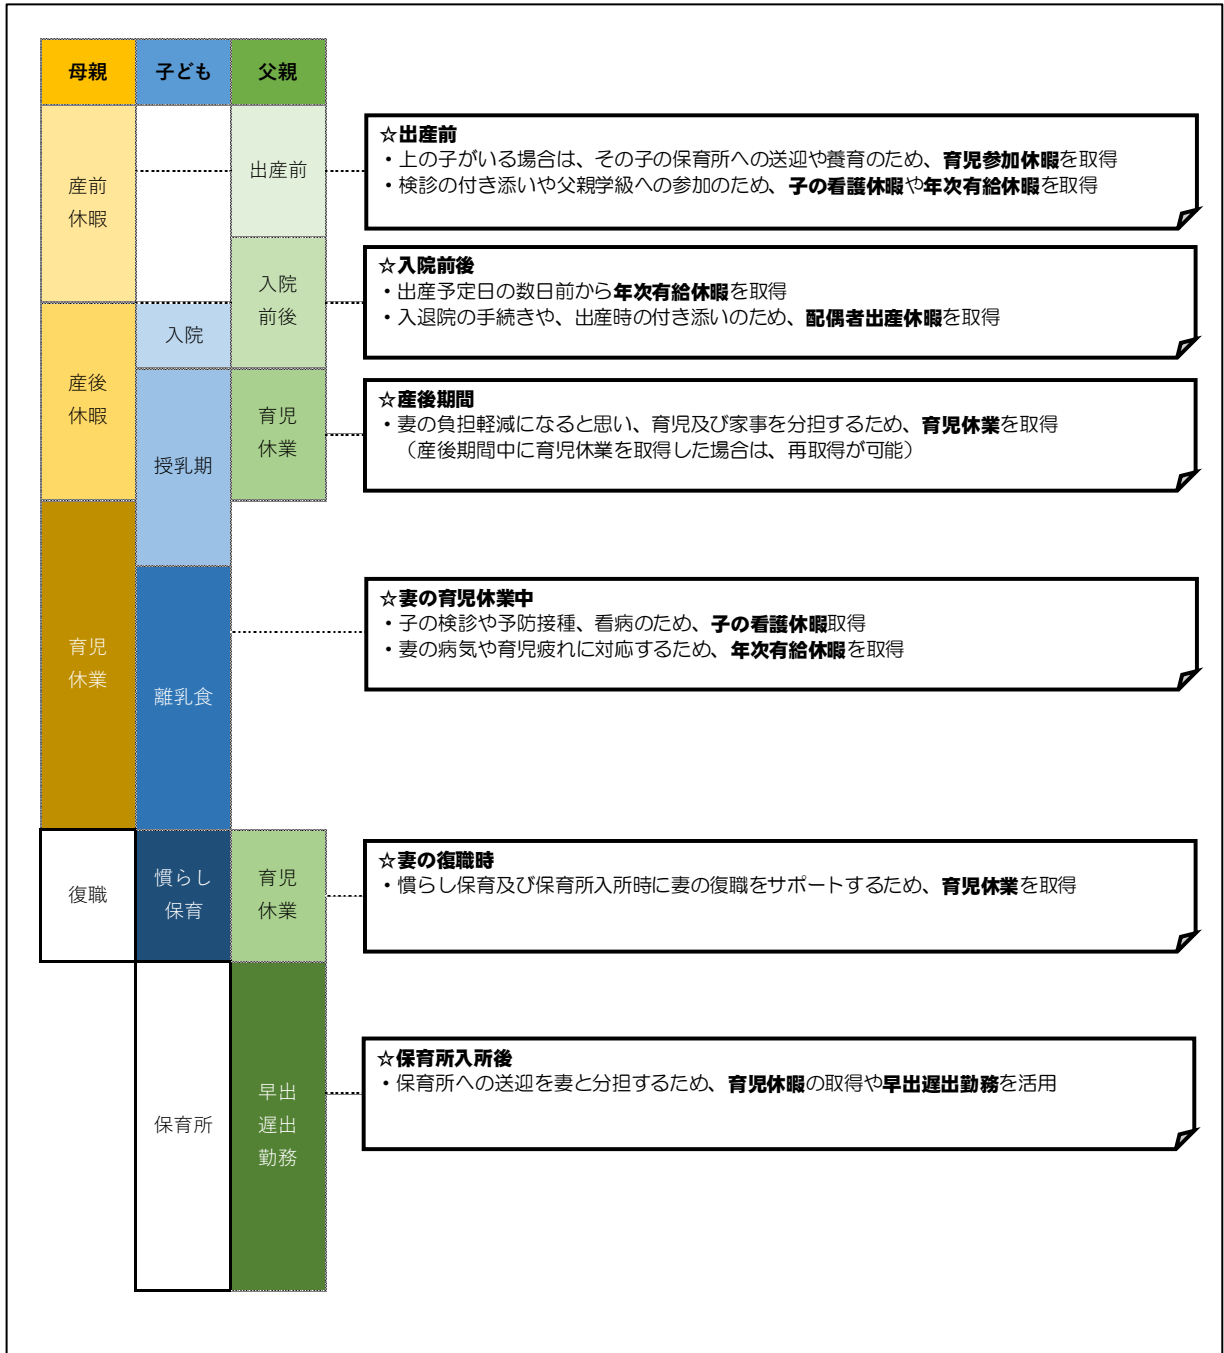 母親 子ども 父親
産前
休暇
出産前
☆出産前
・上の子がいる場合は、その子の保育所への送迎や養育のため、育児参加休暇を取得
・検診の付き添いや父親学級への参加のため、子の看護休暇や年次有給休暇を取得
入院
前後
☆入院前後
・出産予定日の数日前から年次有給休暇を取得
・入退院の手続きや、出産時の付き添いのため、配偶者出産休暇を取得
入院
産後
休暇
授乳期
育児
休業
☆産後期間
・妻の負担軽減になると思い、育児及び家事を分担するため、育児休業を取得
（産後期間中に育児休業を取得した場合は、再取得が可能）
育児
休業
離乳食
☆妻の育児休業中
・子の検診や予防接種、看病のため、子の看護休暇取得
・妻の病気や育児疲れに対応するため、年次有給休暇を取得
復職
慣らし
保育
育児
休業
☆妻の復職時
・慣らし保育及び保育所入所時に妻の復職をサポートするため、育児休業を取得
保育所
早出
遅出
勤務
☆保育所入所後
・保育所への送迎を妻と分担するため、育児休暇の取得や早出遅出勤務を活用